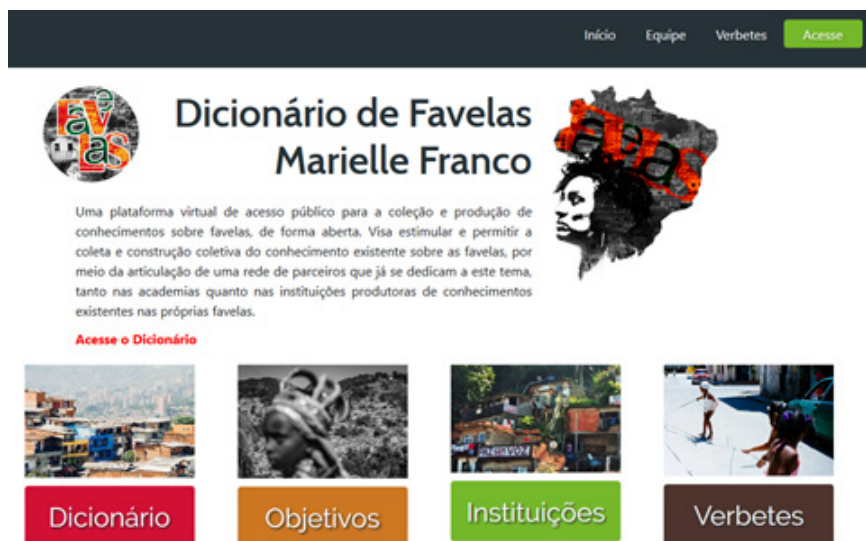 Início Equipe Verbetes Acesse
FavelAS
Dicionário de Favelas
Marielle Franco
favelas
Uma plataforma virtual de acesso público para a coleção e produção de
conhecimentos sobre favelas, de forma aberta. Visa estimular e permitir a
coleta e construção coletiva do conhecimento existente sobre as favelas, por
meio da articulação de uma rede de parceiros que já se dedicam a este tema,
tanto nas academias quanto nas instituições produtoras de conhecimentos
existentes nas próprias favelas.
Acesse o Dicionário
Dicionário
Objetivos
Instituições
Verbetes